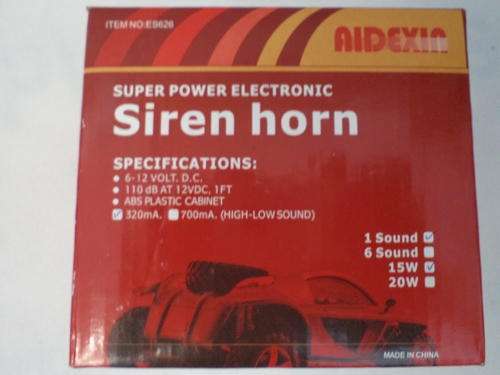 ITEM NO:ES626
AIDEXIN
SUPER POWER ELECTRONIC
Siren horn
SPECIFICATIONS:
● 6-12 VOLT. D.C.
● 110 dB AT 12VDC, 1FT
● ABS PLASTIC CABINET
☑ 320mA. ☐ 700mA. (HIGH-LOW SOUND)
1 Sound ☑
6 Sound ☐
15W ☑
20W ☐
MADE IN CHINA